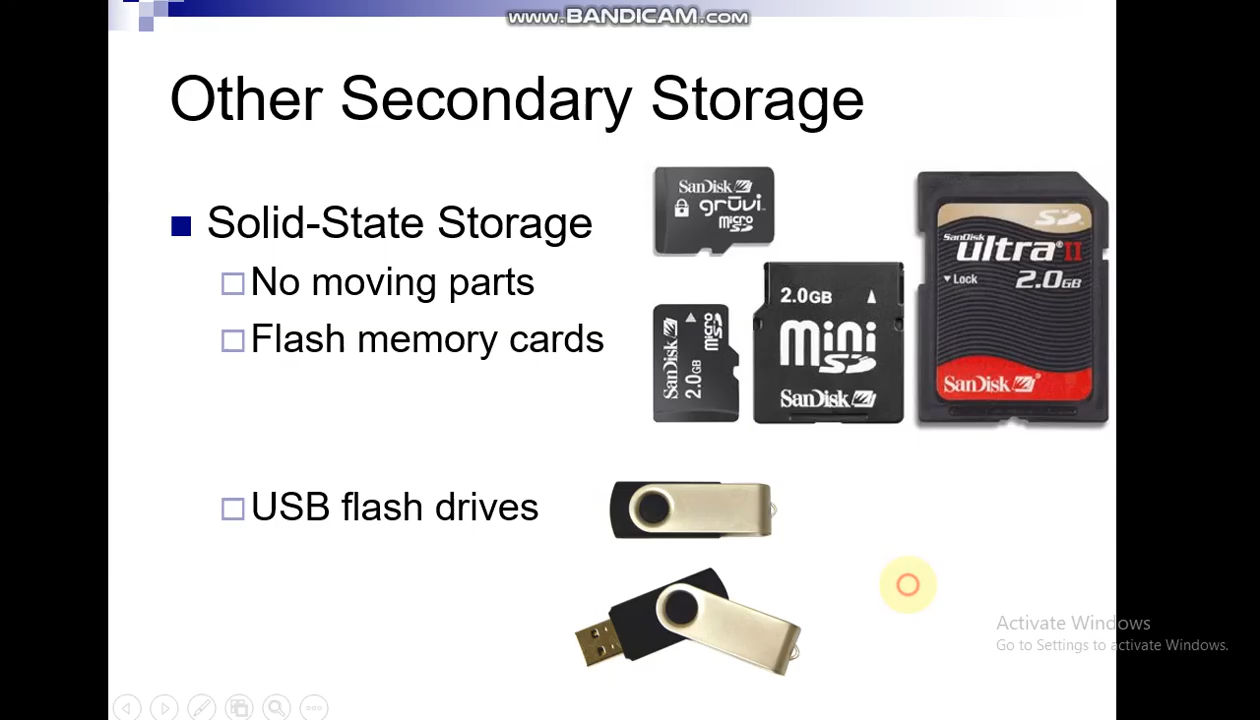 www.BANDICAM.com
Other Secondary Storage
Solid-State Storage
No moving parts
Flash memory cards
USB flash drives
SanDisk
grūvi
micro
SD
SanDisk
2.0GB
micro
SD
2.0GB
mini
SD
SanDisk
SD
SanDisk
ultra® II
Lock
2.0GB
SanDisk®
Activate Windows
Go to Settings to activate Windows.